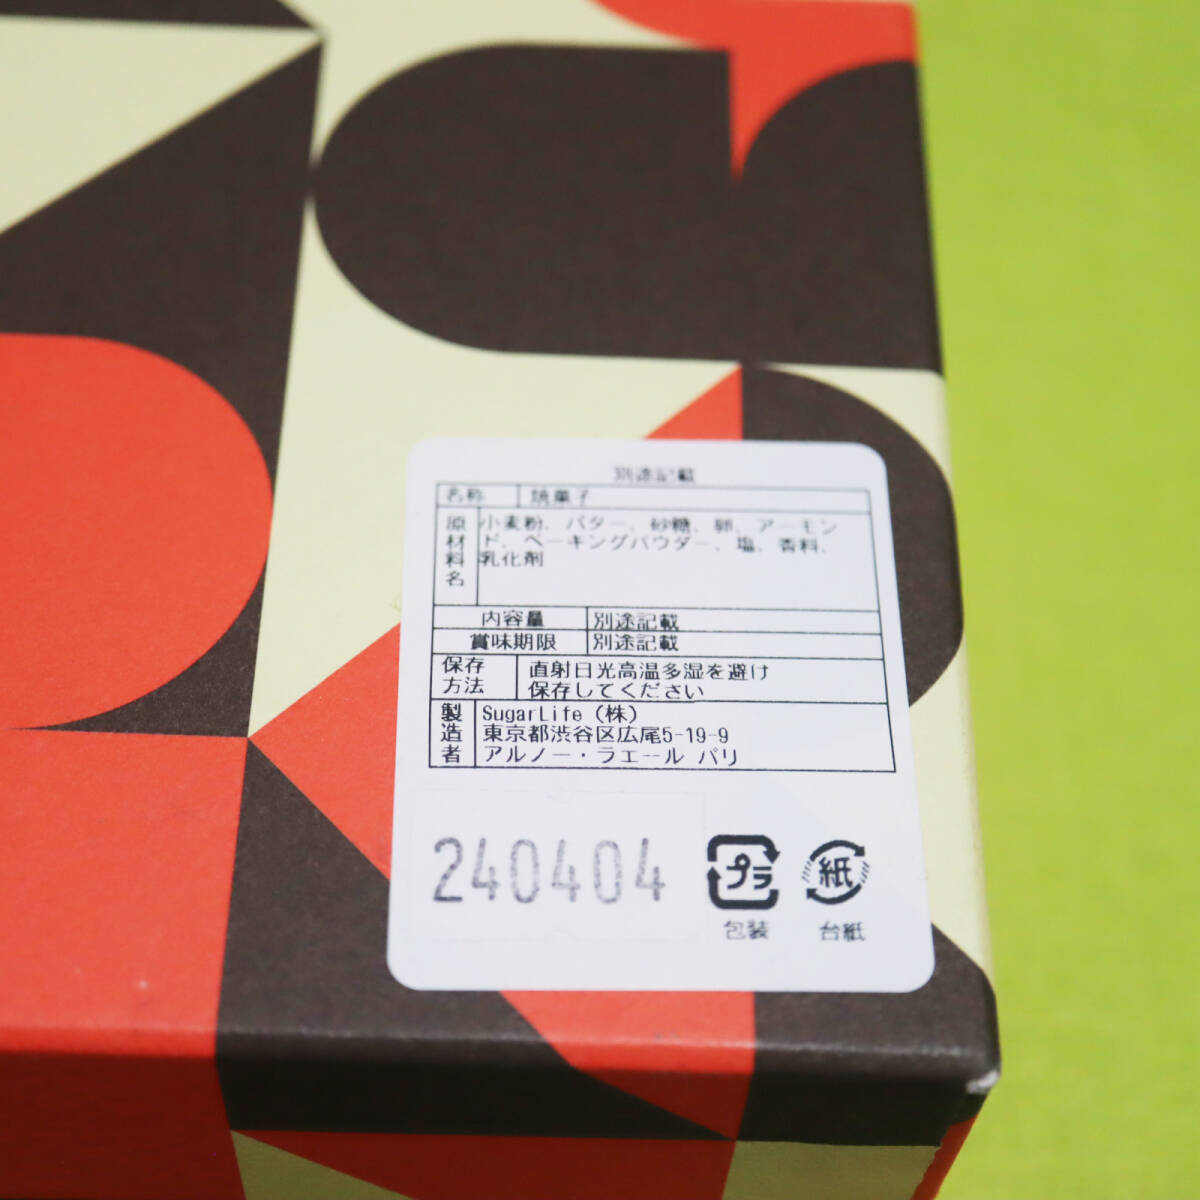 別途記載
名称 焼菓子
原材料名 小麦粉、バター、砂糖、卵、アーモン
ド、ベーキングパウダー、塩、香料、
乳化剤
内容量 別途記載
賞味期限 別途記載
保存方法 直射日光高温多湿を避け
保存してください
製造者 SugarLife (株)
東京都渋谷区広尾5-19-9
アルノー・ラエール パリ
240404
プラ 紙
包装 台紙